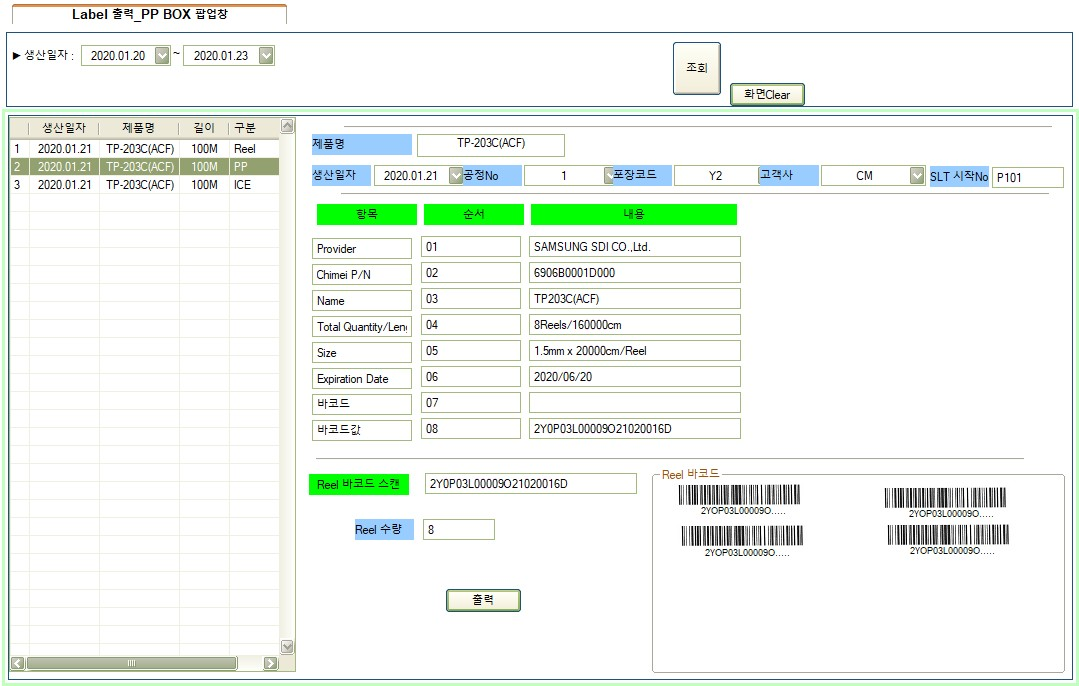 Label 출력_PP BOX 팝업창
▶ 생산일자 : 2020.01.20 ~ 2020.01.23 조회
화면Clear
생산일자 제품명 길이 구분
1 2020.01.21 TP-203C(ACF) 100M Reel
2 2020.01.21 TP-203C(ACF) 100M PP
3 2020.01.21 TP-203C(ACF) 100M ICE
제품명 TP-203C(ACF)
생산일자 2020.01.21 공정No 1 포장코드 Y2 고객사 CM SLT 시작No P101
항목 순서 내용
Provider 01 SAMSUNG SDI CO.,Ltd.
Chimei P/N 02 6906B0001D000
Name 03 TP203C(ACF)
Total Quantity/Len 04 8Reels/160000cm
Size 05 1.5mm x 20000cm/Reel
Expiration Date 06 2020/06/20
바코드 07
바코드값 08 2Y0P03L00009O21020016D
Reel 바코드 스캔 2Y0P03L00009O21020016D
Reel 수량 8
출력
Reel 바코드
2YOP03L00009O..... 2YOP03L00009O.....
2YOP03L00009O..... 2YOP03L00009O.....